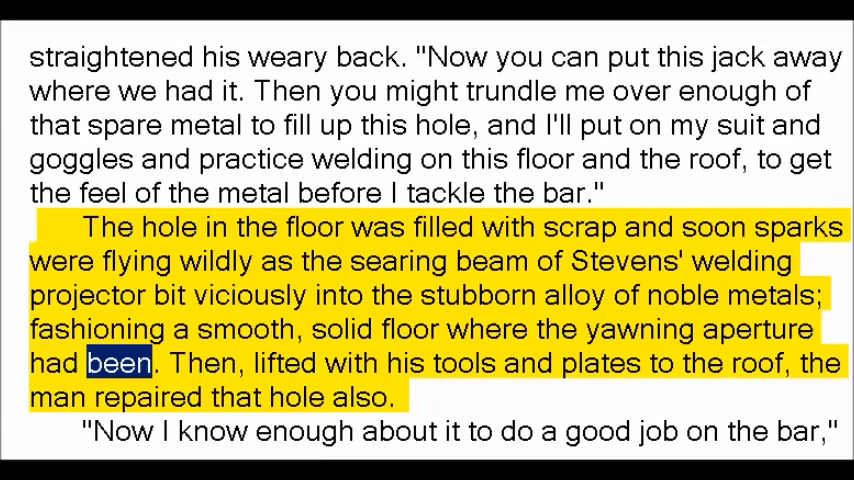 straightened his weary back. "Now you can put this jack away
where we had it. Then you might trundle me over enough of
that spare metal to fill up this hole, and I'll put on my suit and
goggles and practice welding on this floor and the roof, to get
the feel of the metal before I tackle the bar."
The hole in the floor was filled with scrap and soon sparks
were flying wildly as the searing beam of Stevens' welding
projector bit viciously into the stubborn alloy of noble metals;
fashioning a smooth, solid floor where the yawning aperture
had been. Then, lifted with his tools and plates to the roof, the
man repaired that hole also.
"Now I know enough about it to do a good job on the bar,"